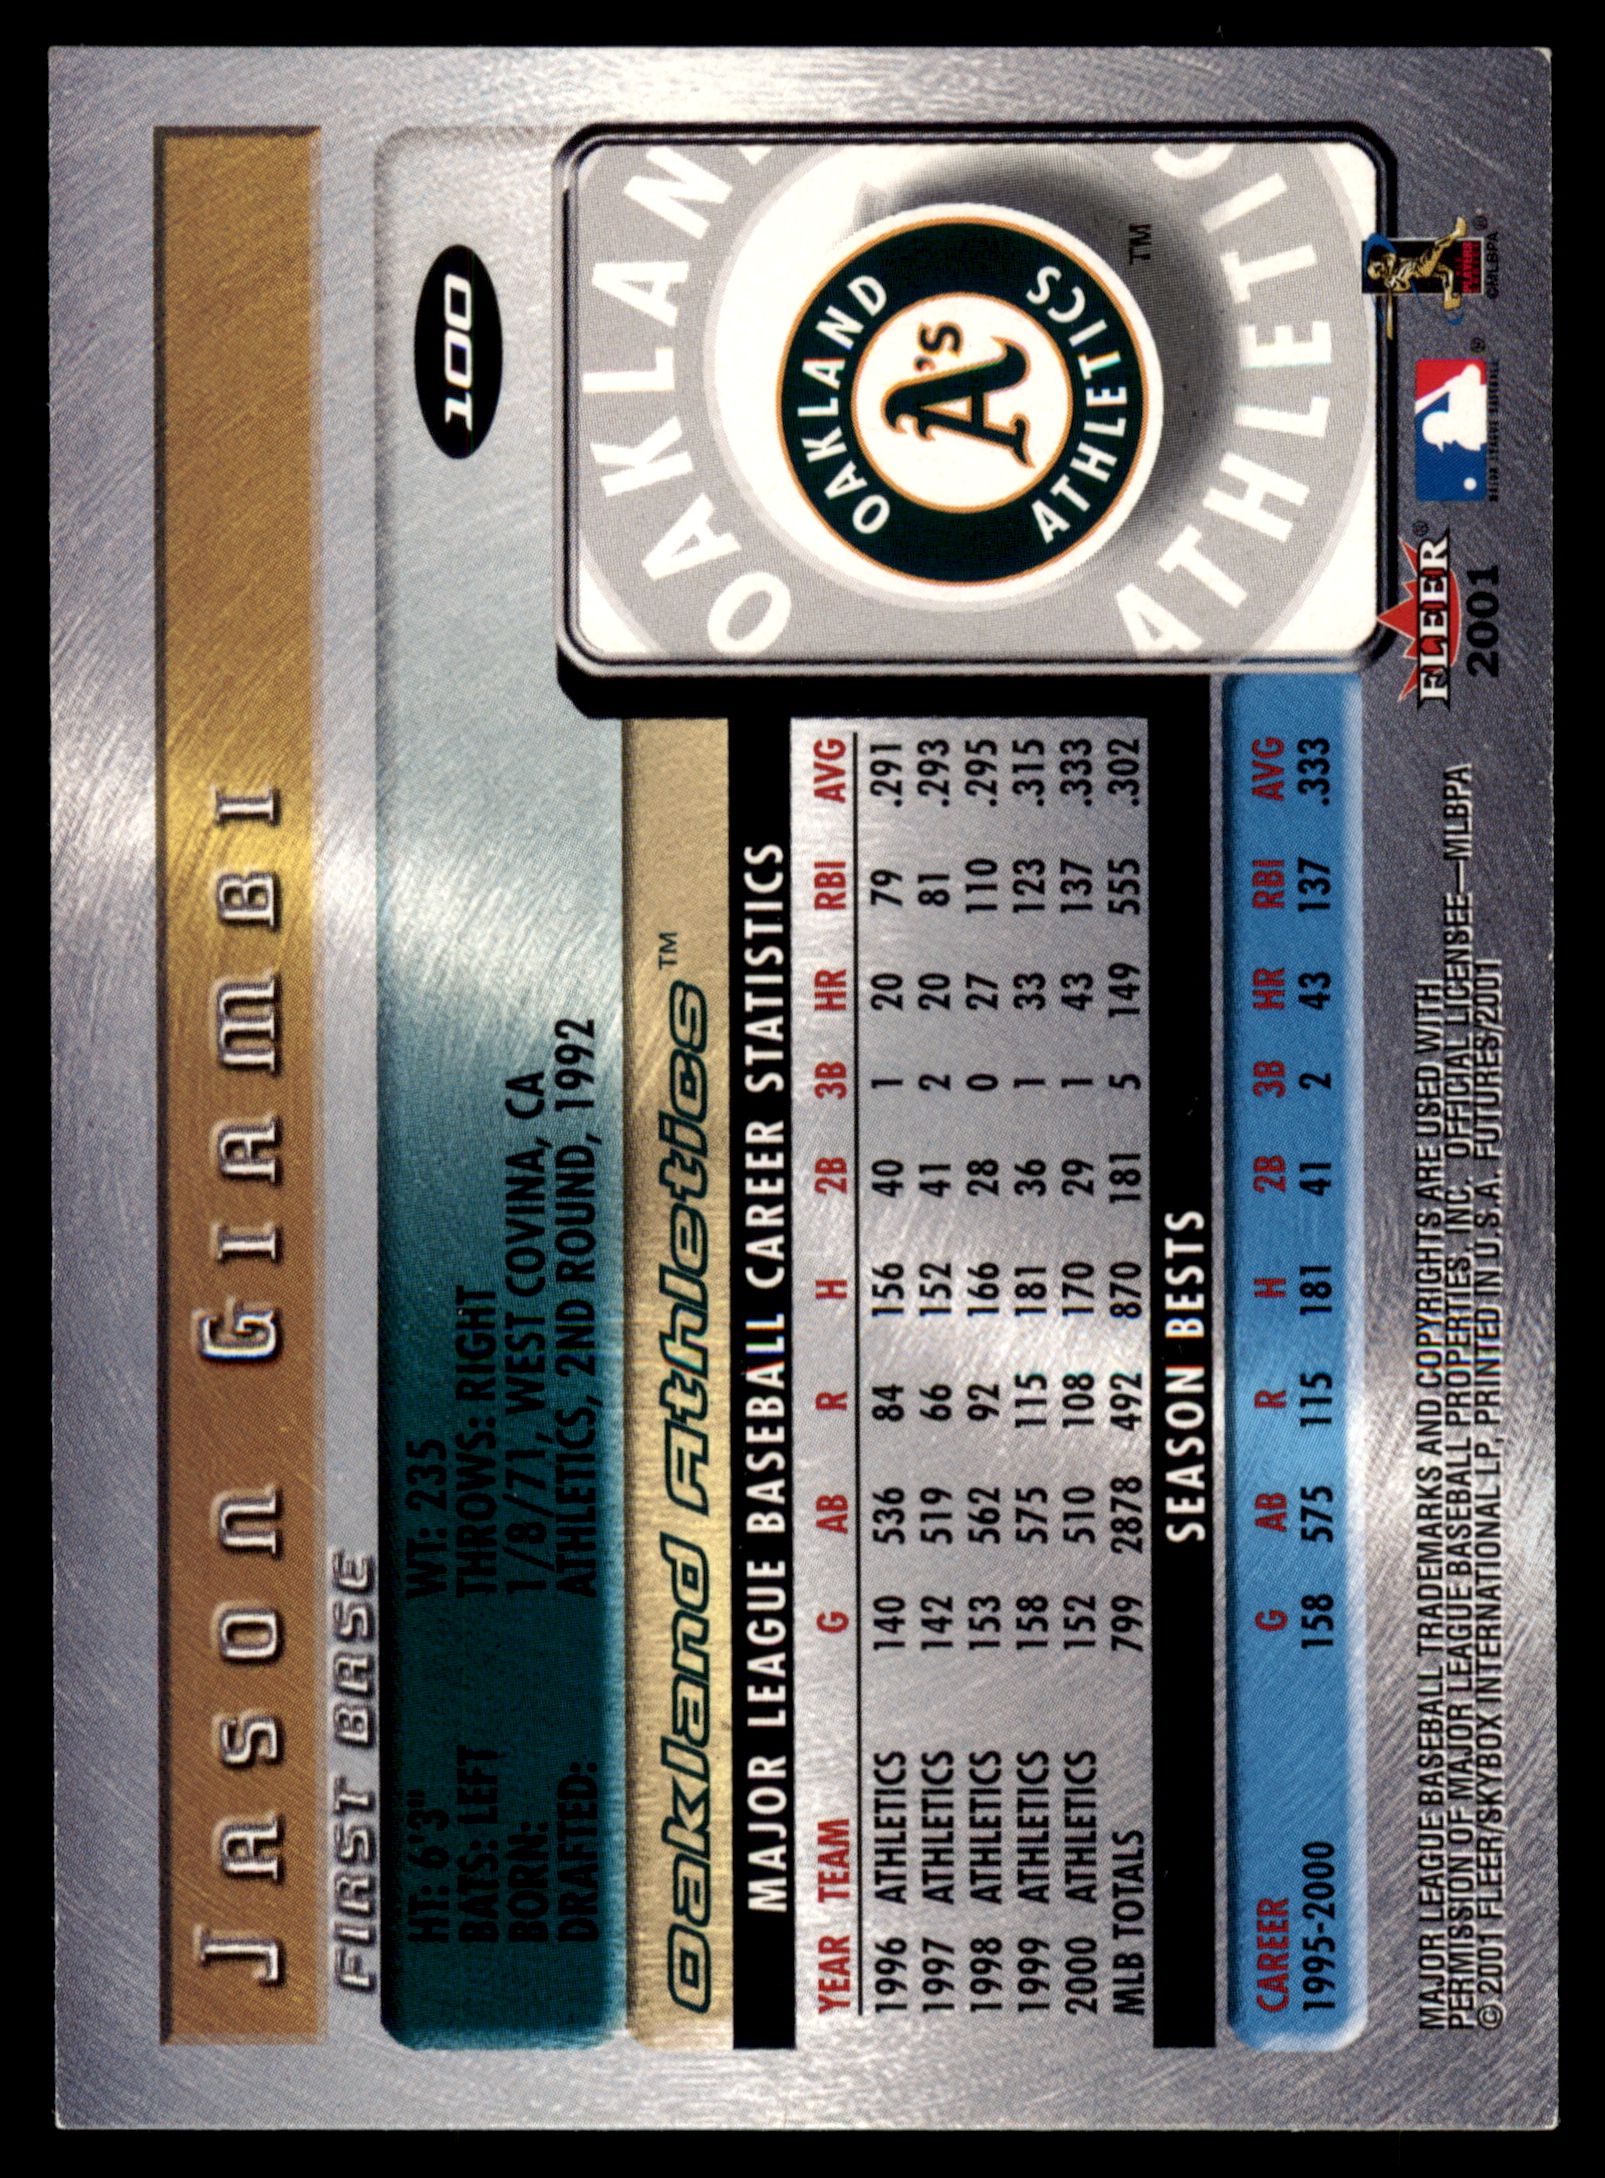 Jason Giambi
FIRST BASE
100
HT: 6'3" WT: 235
BATS: LEFT THROWS: RIGHT
BORN: 1/8/71, WEST COVINA, CA
DRAFTED: ATHLETICS, 2ND ROUND, 1992
Oakland Athletics™
MAJOR LEAGUE BASEBALL CAREER STATISTICS
YEAR TEAM G AB R H 2B 3B HR RBI AVG
1996 ATHLETICS 140 536 84 156 40 1 20 79 .291
1997 ATHLETICS 142 519 66 152 41 2 20 81 .293
1998 ATHLETICS 153 562 92 166 28 0 27 110 .295
1999 ATHLETICS 158 575 115 181 36 1 33 123 .315
2000 ATHLETICS 152 510 108 170 29 1 43 137 .333
MLB TOTALS 799 2878 492 870 181 5 149 555 .302
SEASON BESTS
CAREER G AB R H 2B 3B HR RBI AVG
1995-2000 158 575 115 181 41 2 43 137 .333
OAKLAND
ATHLETICS
OAKLAND
A's
ATHLETICS
™
MAJOR LEAGUE BASEBALL TRADEMARKS AND COPYRIGHTS ARE USED WITH
PERMISSION OF MAJOR LEAGUE BASEBALL PROPERTIES, INC. OFFICIAL LICENSEE—MLBPA
© 2001 FLEER/SKYBOX INTERNATIONAL LP, PRINTED IN U.S.A. FUTURES/2001
FLEER®
2001
®
MAJOR LEAGUE BASEBALL
PLAYERS
®
©MLBPA